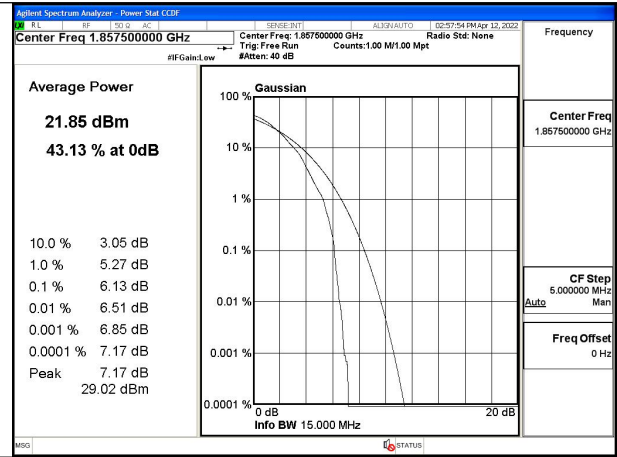 Agilent Spectrum Analyzer - Power Stat CCDF
RL RF 50 Ω AC SENSE:INT ALIGN AUTO 02:57:54 PM Apr 12, 2022
Center Freq 1.857500000 GHz
Center Freq: 1.857500000 GHz Radio Std: None
Trig: Free Run Counts:1.00 M/1.00 Mpt
#IFGain:Low #Atten: 40 dB
Frequency
Average Power
21.85 dBm
43.13 % at 0dB
10.0 % 3.05 dB
1.0 % 5.27 dB
0.1 % 6.13 dB
0.01 % 6.51 dB
0.001 % 6.85 dB
0.0001 % 7.17 dB
Peak 7.17 dB
29.02 dBm
Gaussian
100 %
10 %
1 %
0.1 %
0.01 %
0.001 %
0.0001 %
0 dB 20 dB
Info BW 15.000 MHz
Center Freq
1.857500000 GHz
CF Step
5.000000 MHz
Auto Man
Freq Offset
0 Hz
MSG STATUS